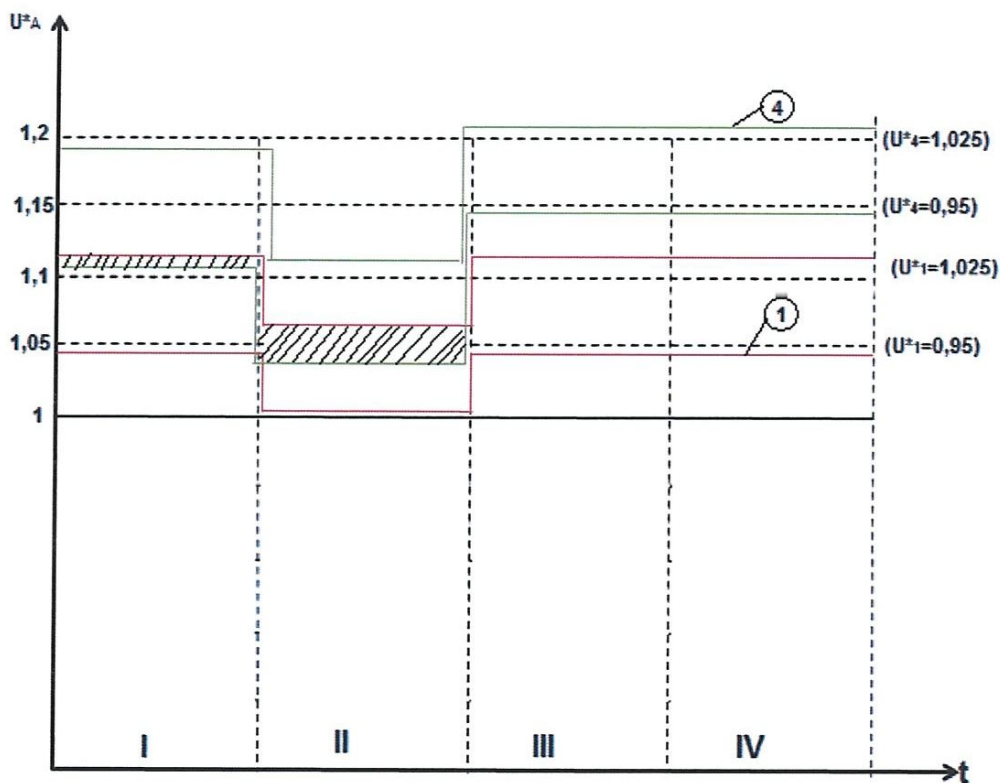 U*A
4
1,2
(U*4=1,025)
1,15
(U*4=0,95)
1,1
(U*1=1,025)
1
1,05
(U*1=0,95)
1
I
II
III
IV
t